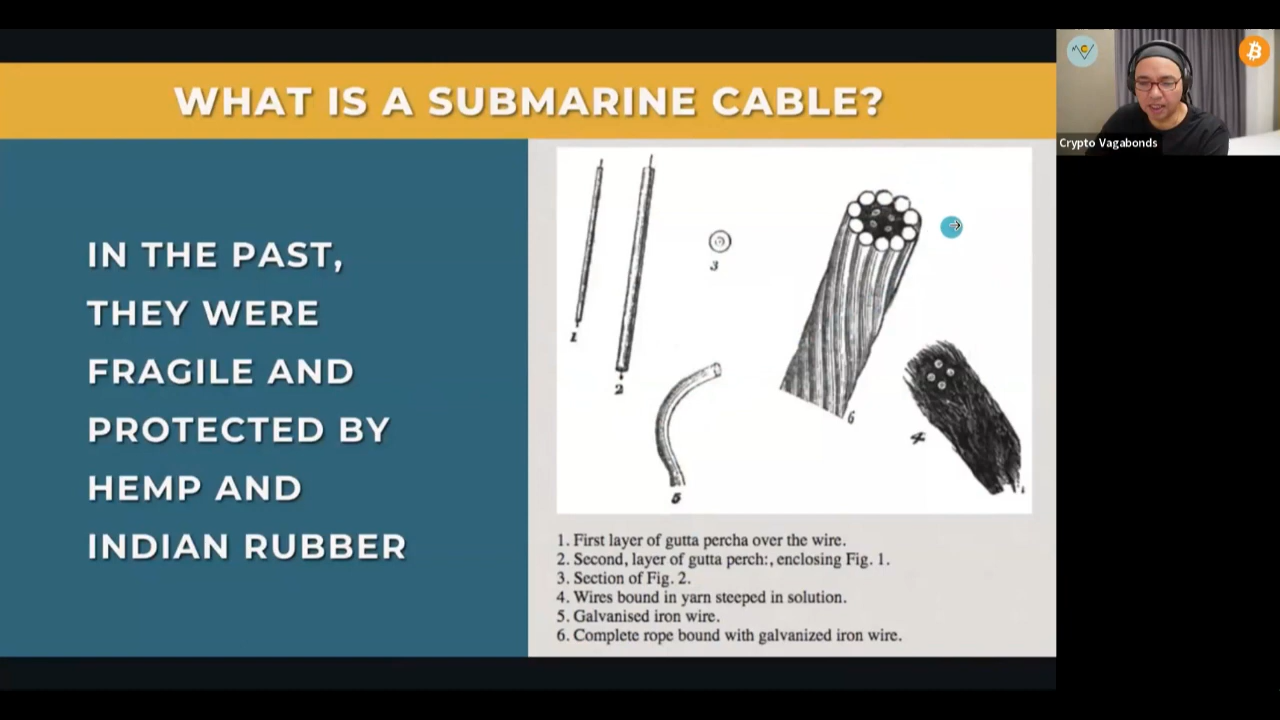 WHAT IS A SUBMARINE CABLE?
IN THE PAST,
THEY WERE
FRAGILE AND
PROTECTED BY
HEMP AND
INDIAN RUBBER
1
2
3
4
5
6
1. First layer of gutta percha over the wire.
2. Second, layer of gutta perch:, enclosing Fig. 1.
3. Section of Fig. 2.
4. Wires bound in yarn steeped in solution.
5. Galvanised iron wire.
6. Complete rope bound with galvanized iron wire.
Crypto Vagabonds